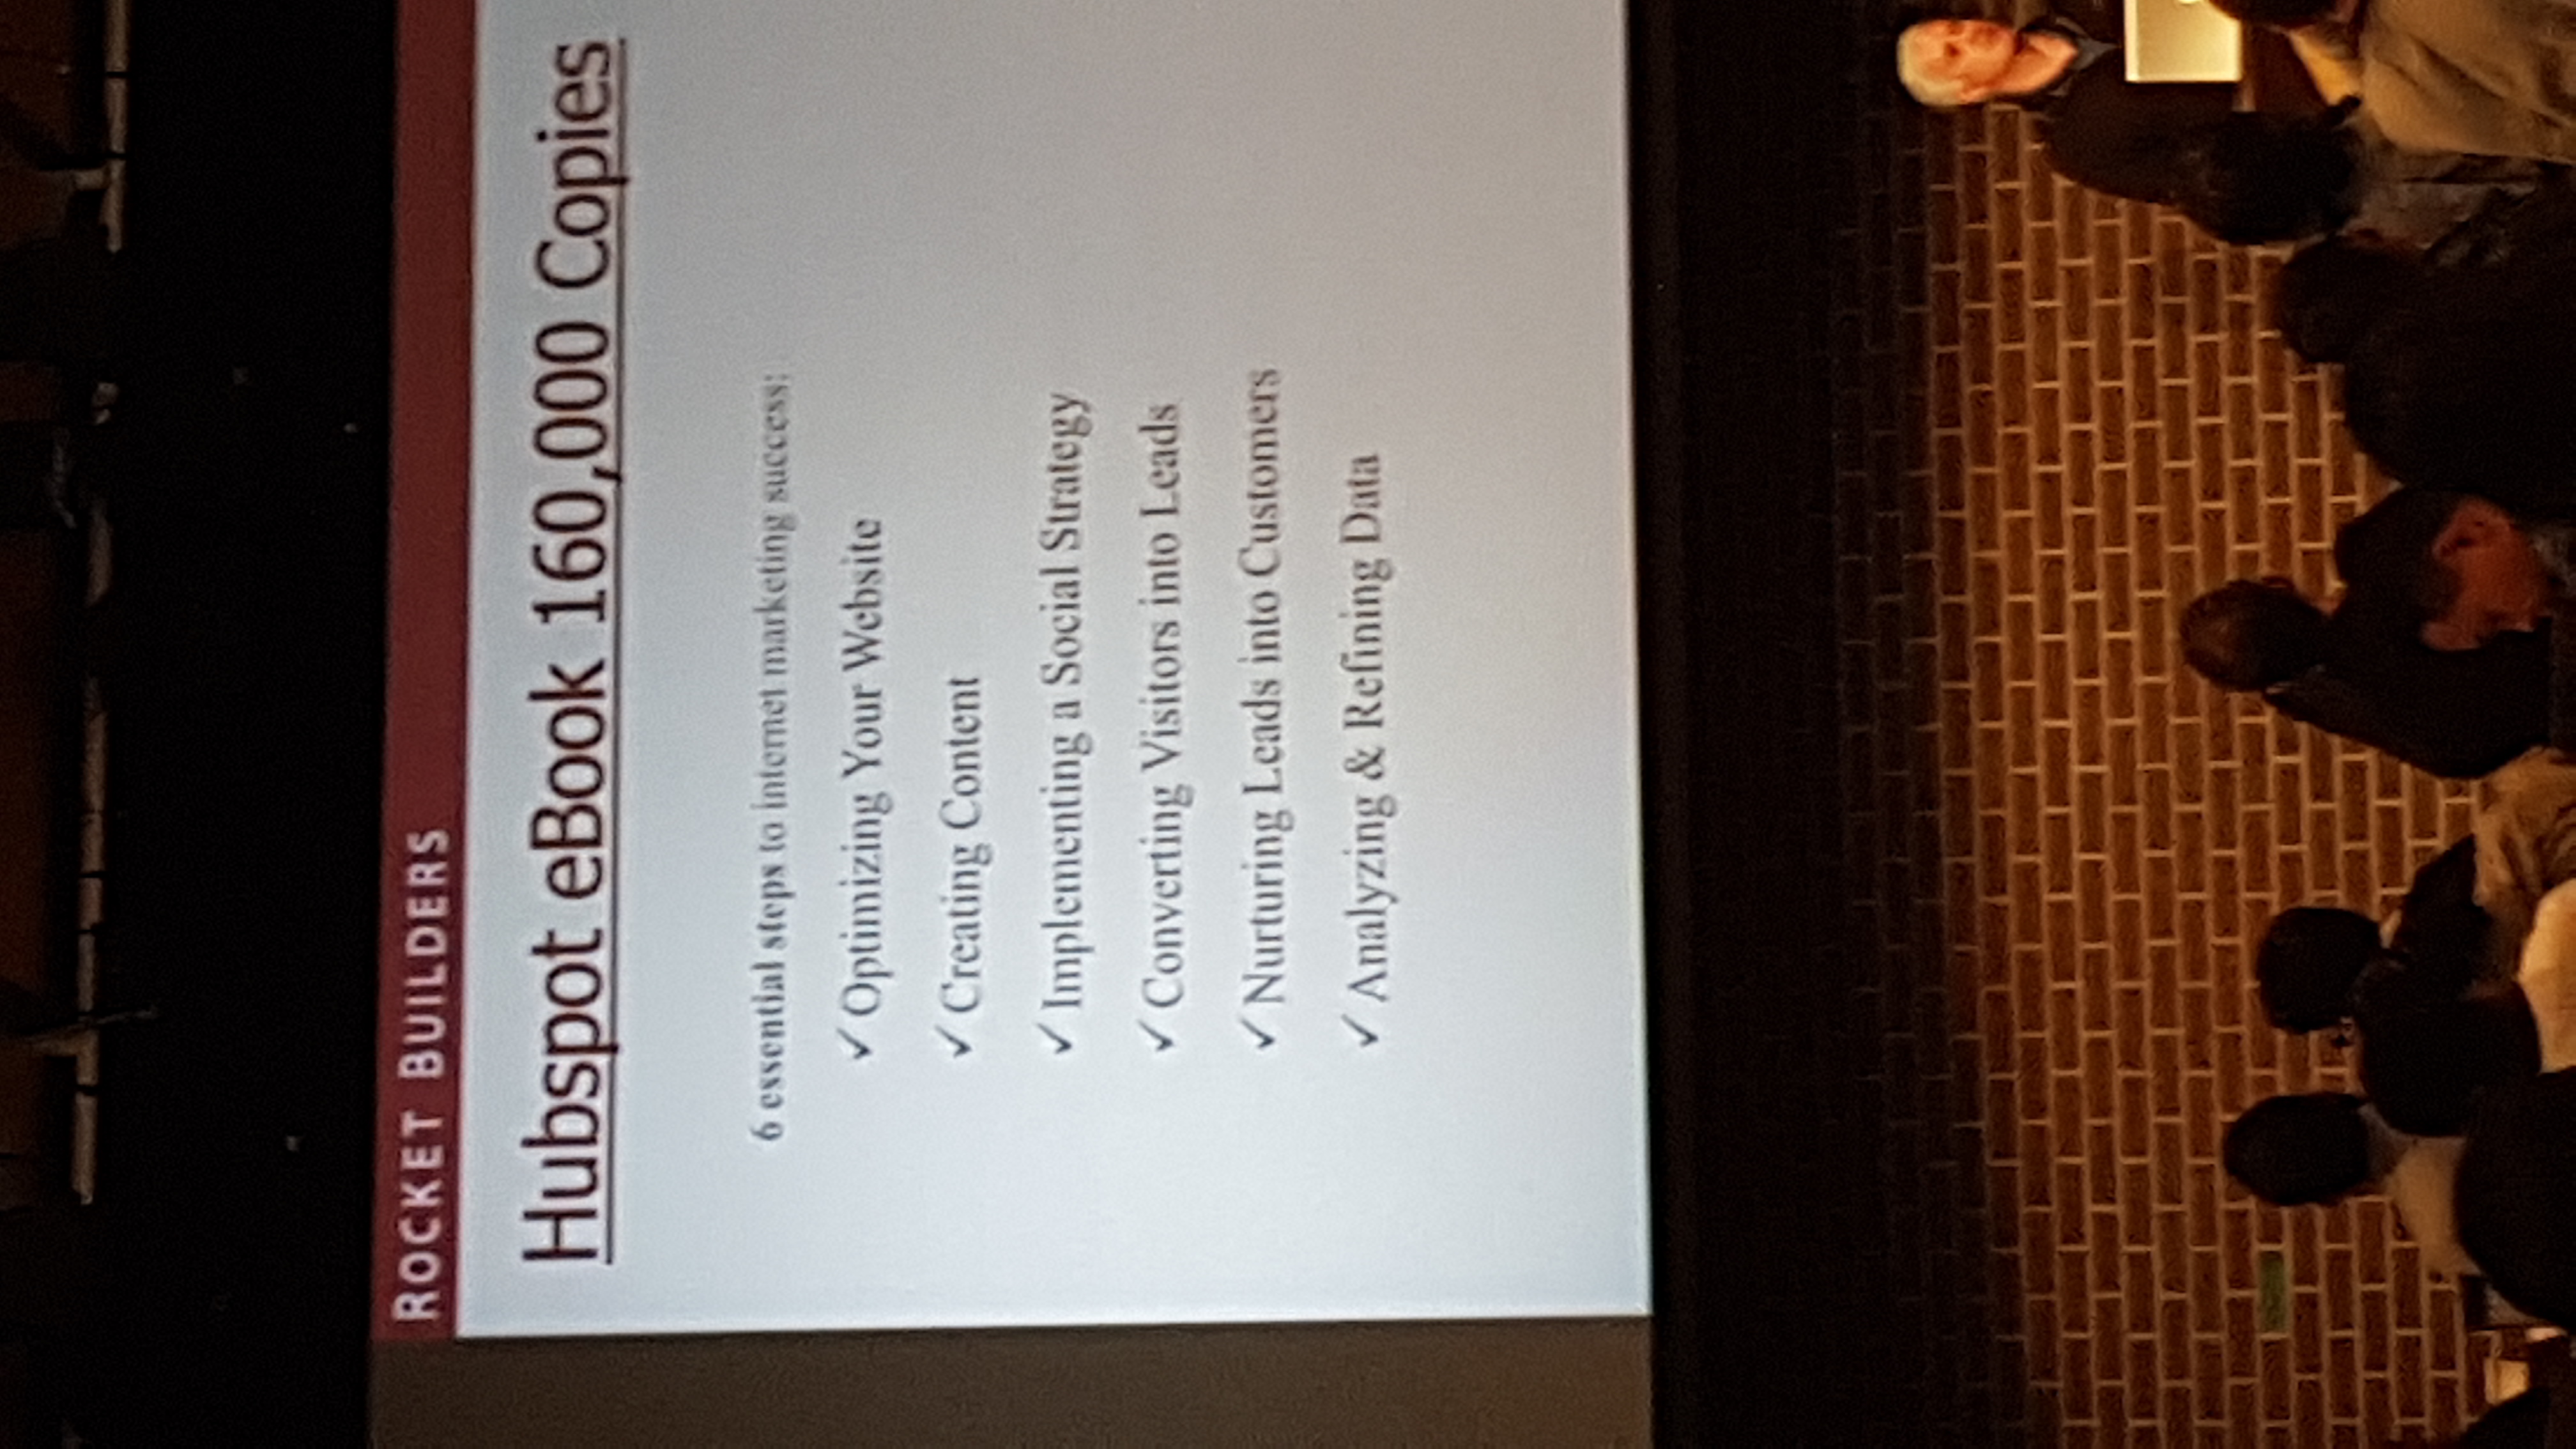 ROCKET BUILDERS
Hubspot eBook 160,000 Copies
6 essential steps to internet marketing success:
✓ Optimizing Your Website
✓ Creating Content
✓ Implementing a Social Strategy
✓ Converting Visitors into Leads
✓ Nurturing Leads into Customers
✓ Analyzing & Refining Data